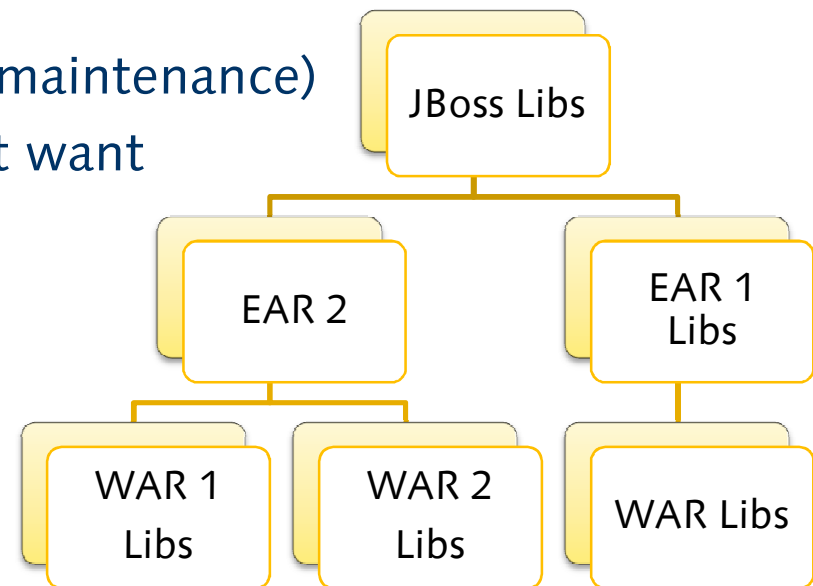 maintenance)
t want
JBoss Libs
EAR 2
EAR 1
Libs
WAR 1
Libs
WAR 2
Libs
WAR Libs